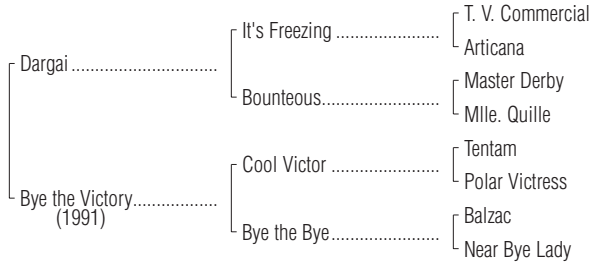 T. V. Commercial
It's Freezing ....................
Articana
Dargai ............................
Master Derby
Bounteous.......................
Mlle. Quille
Tentam
Cool Victor .....................
Polar Victress
Bye the Victory................
(1991)
Balzac
Bye the Bye.....................
Near Bye Lady